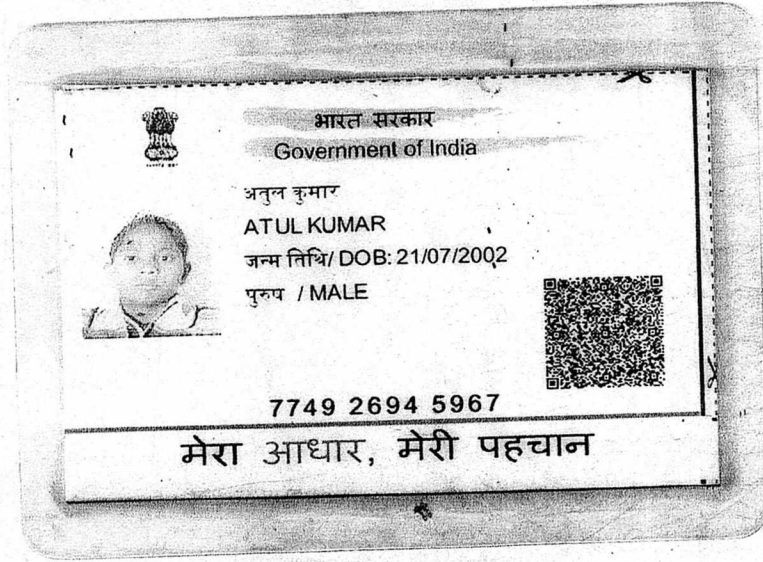 भारत सरकार
Government of India
अतुल कुमार
ATUL KUMAR
जन्म तिथि/ DOB: 21/07/2002
पुरुष / MALE
7749 2694 5967
मेरा आधार, मेरी पहचान